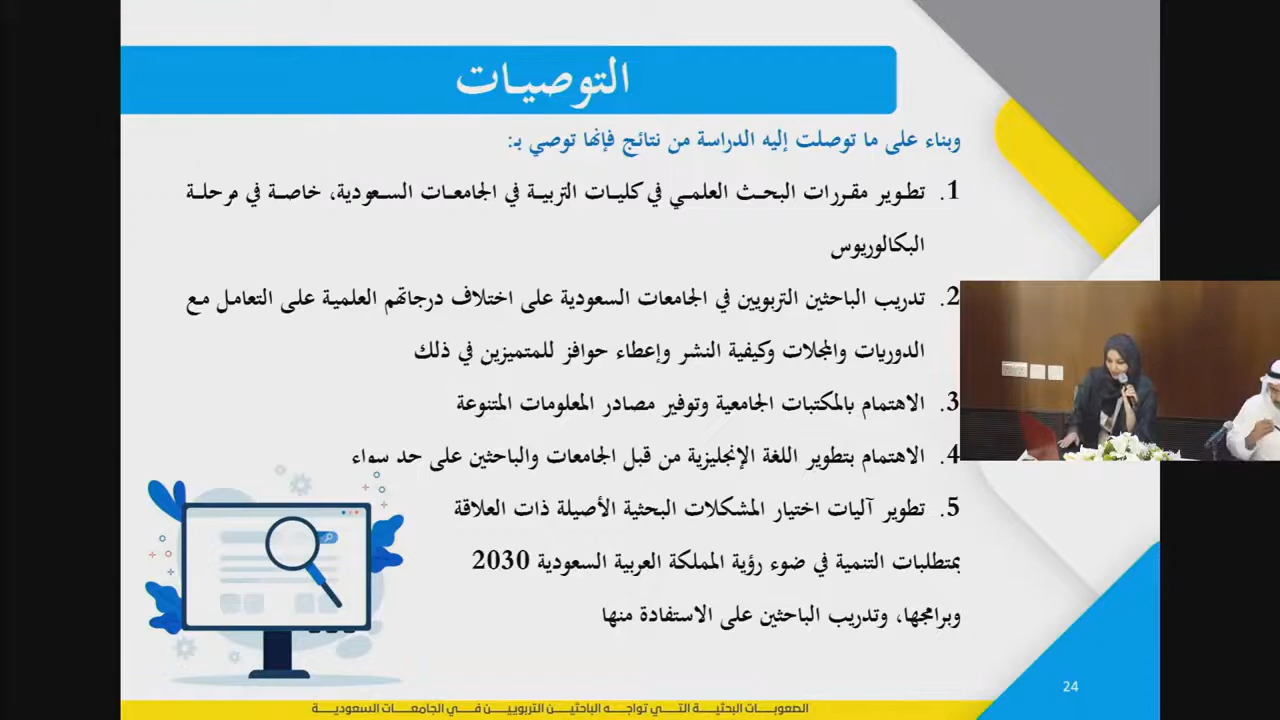 التوصيات
وبناء على ما توصلت إليه الدراسة من نتائج فإنها توصي بـ:
1. تطوير مقررات البحث العلمي في كليات التربية في الجامعات السعودية، خاصة في مرحلة
البكالوريوس
2. تدريب الباحثين التربويين في الجامعات السعودية على اختلاف درجاتهم العلمية على التعامل مع
الدوريات والمجلات وكيفية النشر وإعطاء حوافز للمتميزين في ذلك
3. الاهتمام بالمكتبات الجامعية وتوفير مصادر المعلومات المتنوعة
4. الاهتمام بتطوير اللغة الإنجليزية من قبل الجامعات والباحثين على حد سواء
5. تطوير آليات اختيار المشكلات البحثية الأصيلة ذات العلاقة
بمتطلبات التنمية في ضوء رؤية المملكة العربية السعودية 2030
وبرامجها، وتدريب الباحثين على الاستفادة منها
24
الصعوبات البحثية التي تواجه الباحثين التربويين في الجامعات السعودية